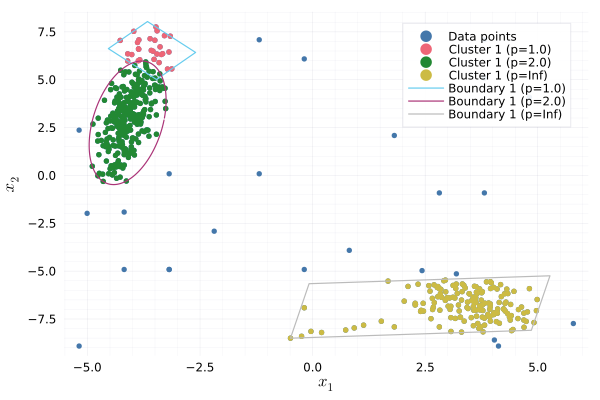 7.5
5.0
2.5
0.0
−2.5
−5.0
−7.5
x₂
Data points
Cluster 1 (p=1.0)
Cluster 1 (p=2.0)
Cluster 1 (p=Inf)
Boundary 1 (p=1.0)
Boundary 1 (p=2.0)
Boundary 1 (p=Inf)
−5.0 −2.5 0.0 2.5 5.0
x₁